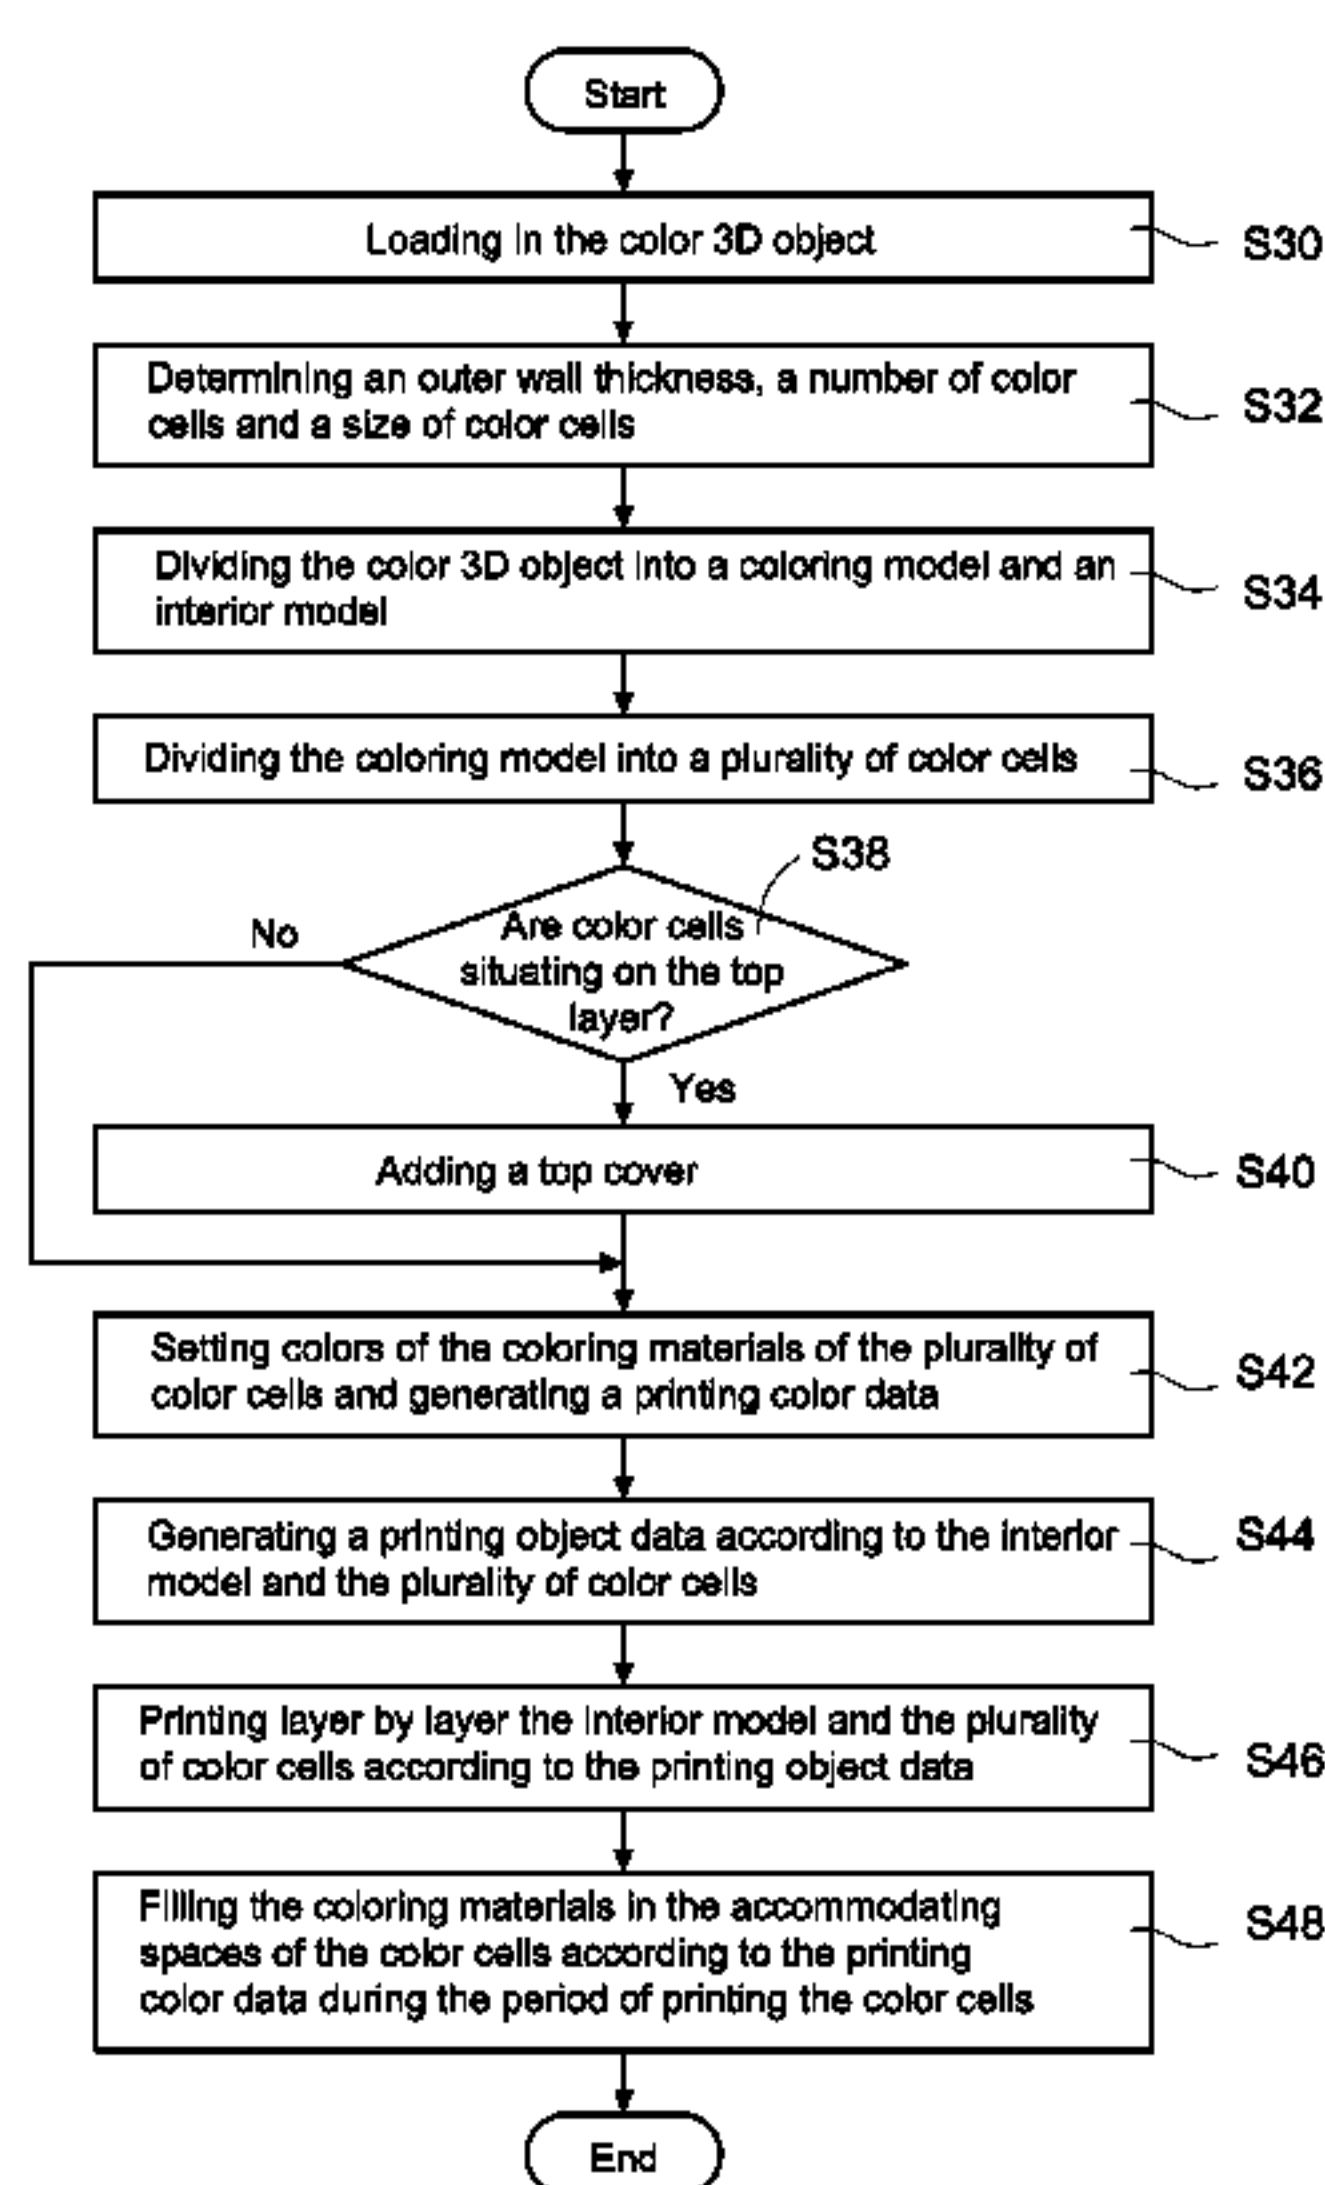 Start
Loading in the color 3D object
S30
Determining an outer wall thickness, a number of color
cells and a size of color cells
S32
Dividing the color 3D object into a coloring model and an
interior model
S34
Dividing the coloring model into a plurality of color cells
S36
S38
Are color cells
situating on the top
layer?
No
Yes
Adding a top cover
S40
Setting colors of the coloring materials of the plurality of
color cells and generating a printing color data
S42
Generating a printing object data according to the interior
model and the plurality of color cells
S44
Printing layer by layer the interior model and the plurality
of color cells according to the printing object data
S46
Filling the coloring materials in the accommodating
spaces of the color cells according to the printing
color data during the period of printing the color cells
S48
End